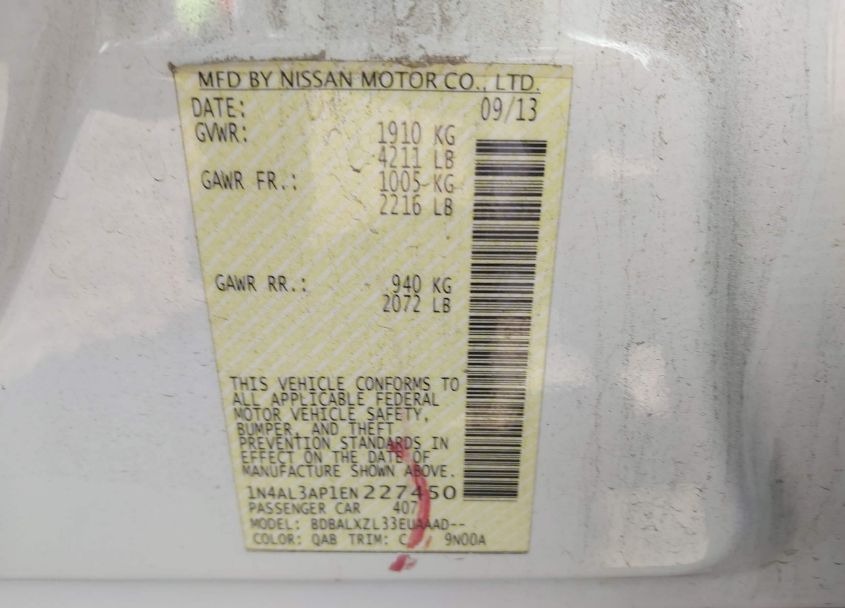 MFD BY NISSAN MOTOR CO., LTD.
DATE: 09/13
GVWR: 1910 KG
4211 LB
GAWR FR.: 1005 KG
2216 LB
GAWR RR.: 940 KG
2072 LB
THIS VEHICLE CONFORMS TO
ALL APPLICABLE FEDERAL
MOTOR VEHICLE SAFETY,
BUMPER, AND THEFT
PREVENTION STANDARDS IN
EFFECT ON THE DATE OF
MANUFACTURE SHOWN ABOVE.
1N4AL3AP1EN227450
PASSENGER CAR 407
MODEL: BDBALXZL33EUAAAD--
COLOR: QAB TRIM: C 9N00A